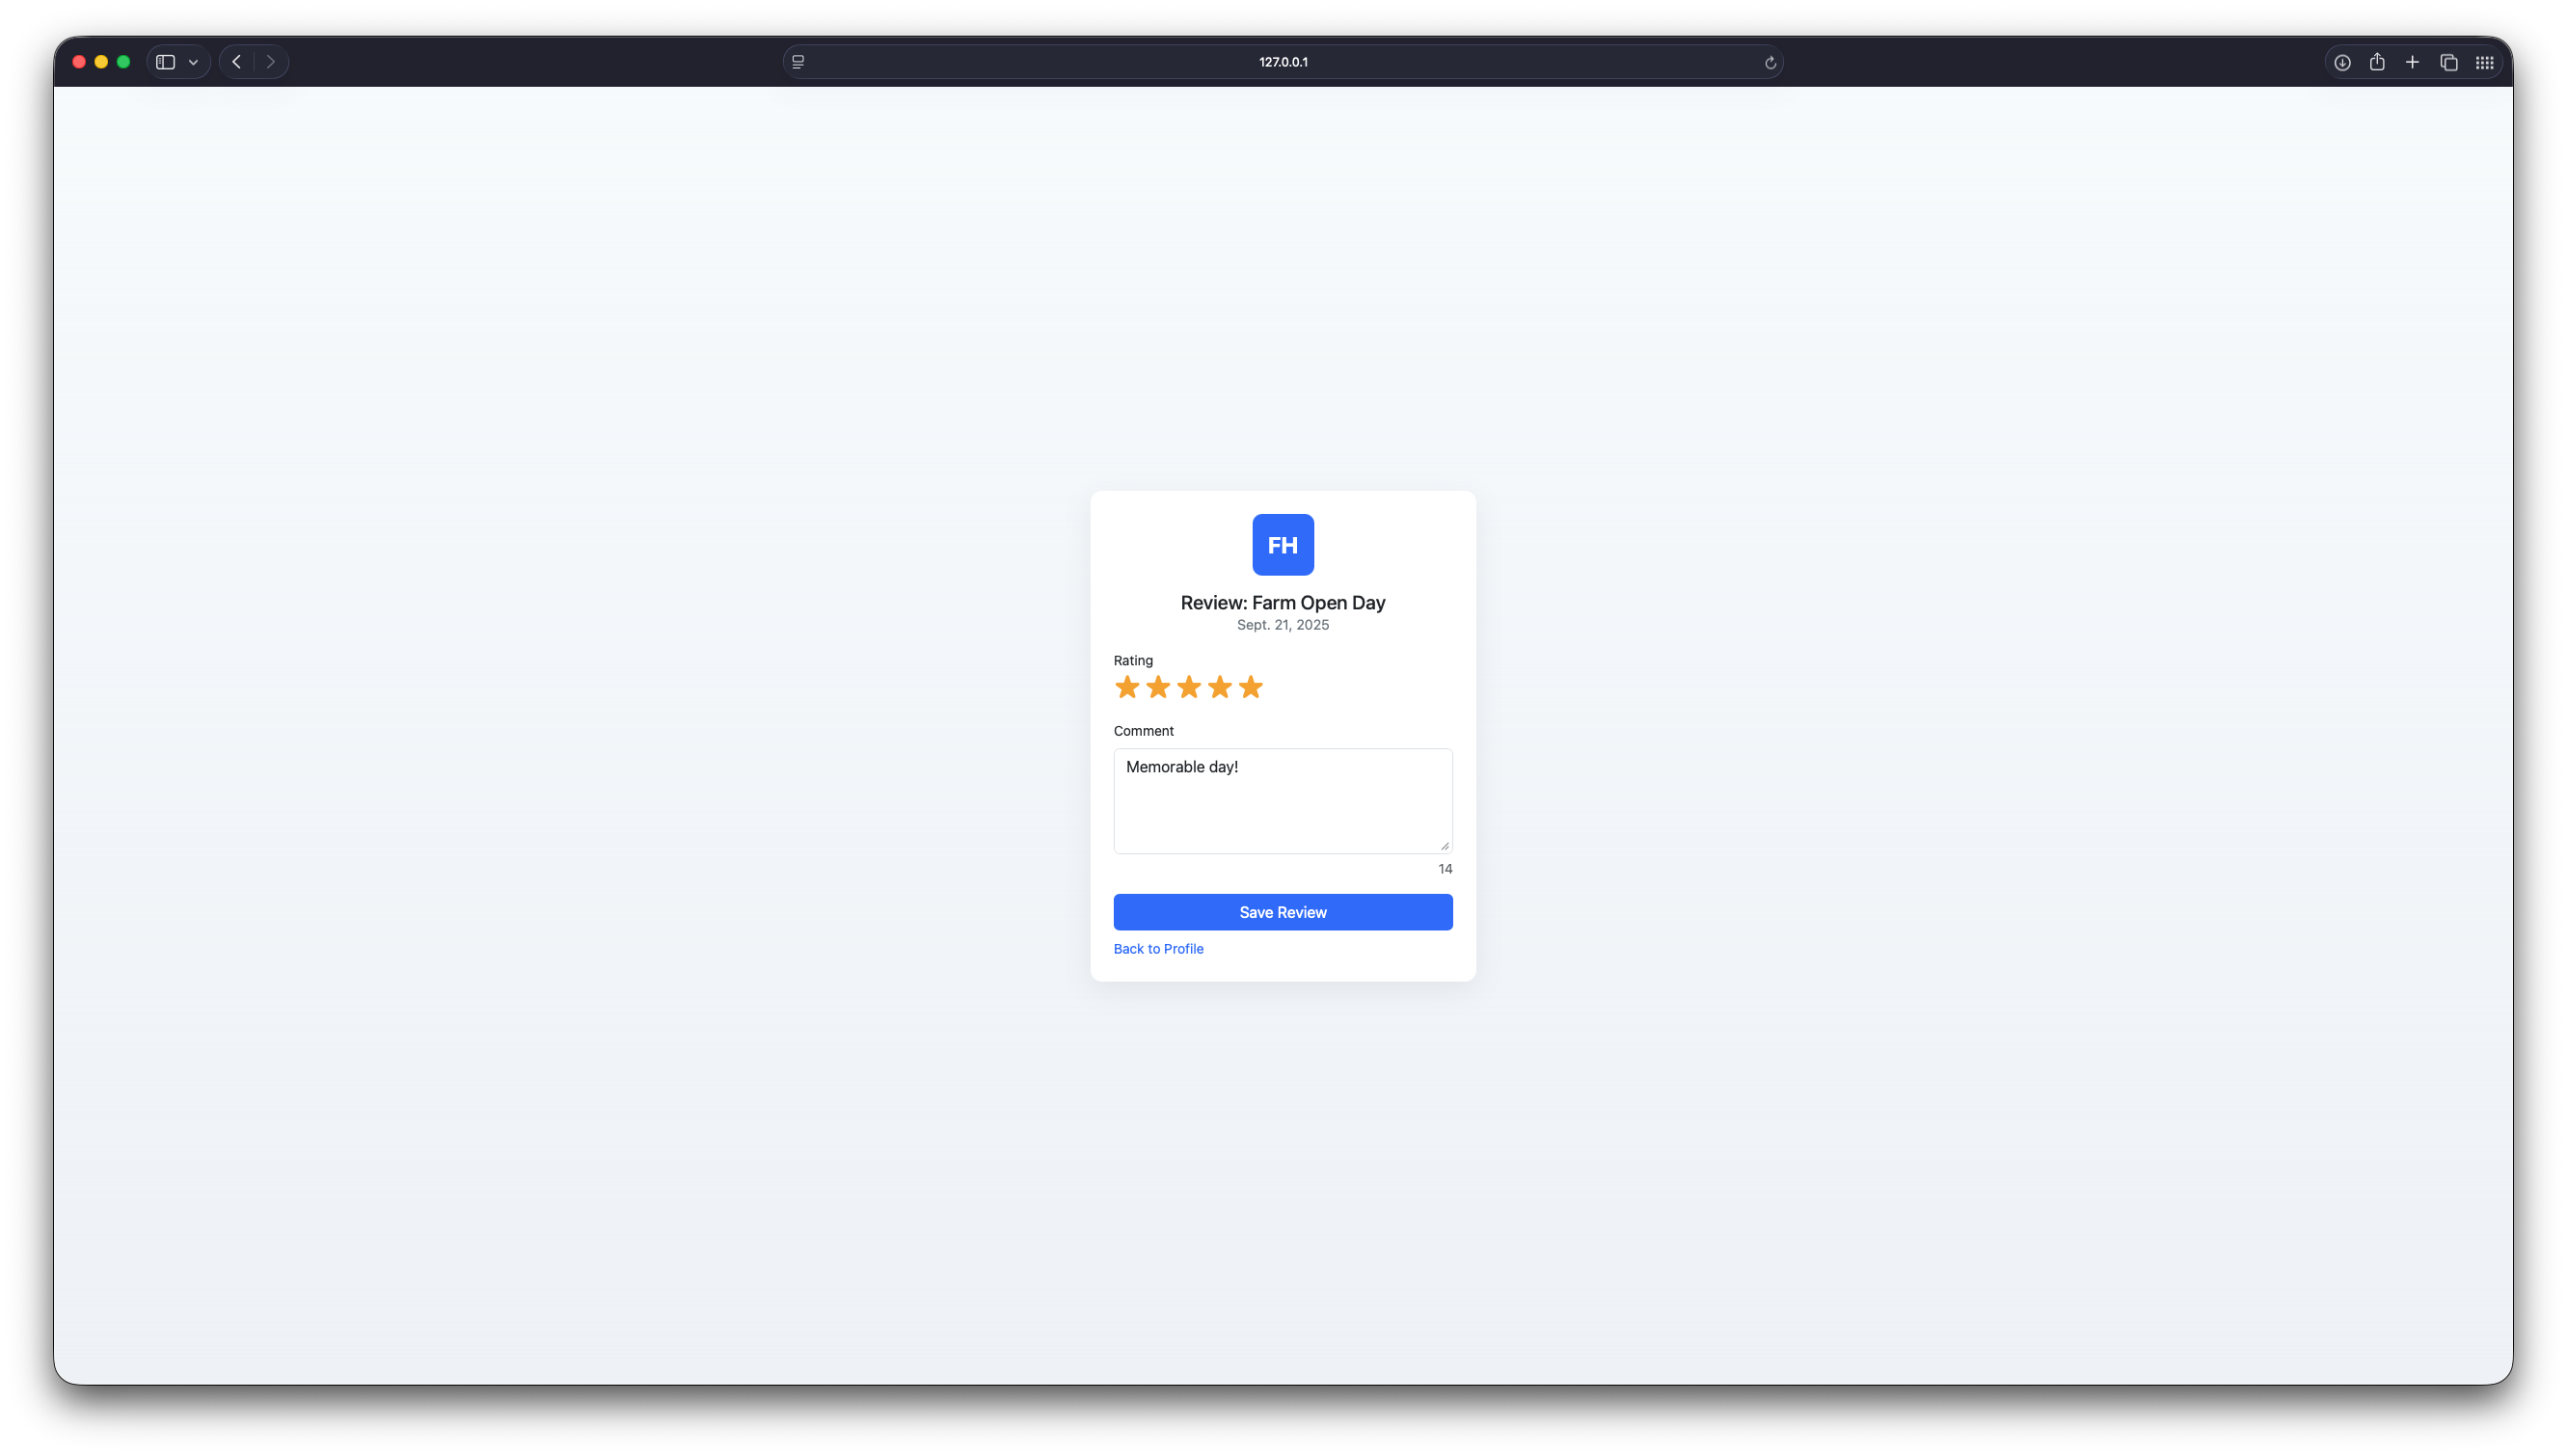 127.0.0.1
FH
Review: Farm Open Day
Sept. 21, 2025
Rating
Comment
Memorable day!
14
Save Review
Back to Profile